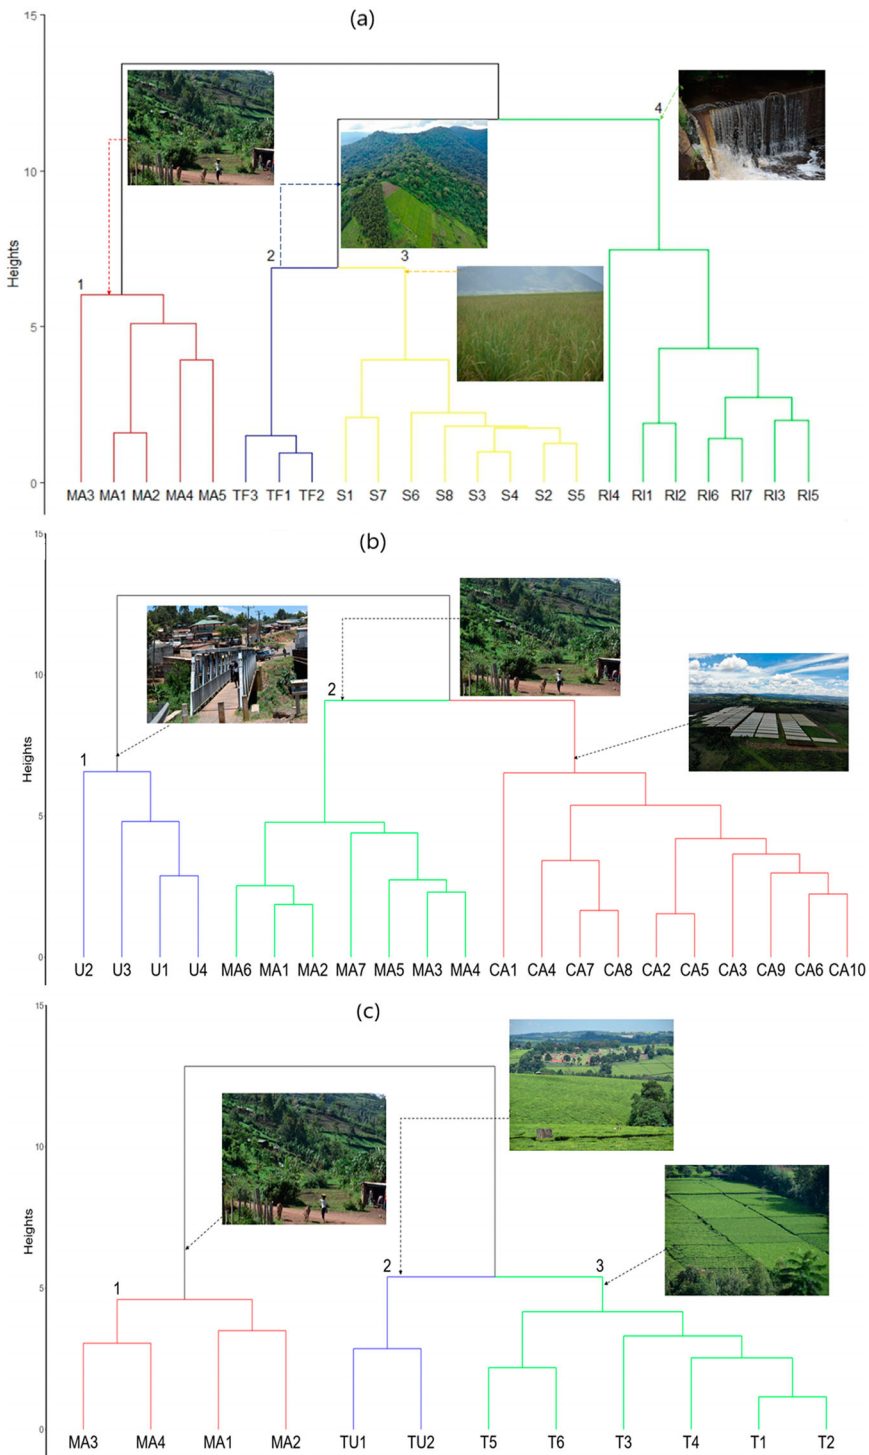 (a)
15
10
5
0
Heights
1
2
3
4
MA3 MA1 MA2 MA4 MA5 TF3 TF1 TF2 S1 S7 S6 S8 S3 S4 S2 S5 RI4 RI1 RI2 RI6 RI7 RI3 RI5
(b)
15
10
5
0
Heights
1
2
U2 U3 U1 U4 MA6 MA1 MA2 MA7 MA5 MA3 MA4 CA1 CA4 CA7 CA8 CA2 CA5 CA3 CA9 CA6 CA10
(c)
15
10
5
0
Heights
1
2
3
MA3 MA4 MA1 MA2 TU1 TU2 T5 T6 T3 T4 T1 T2